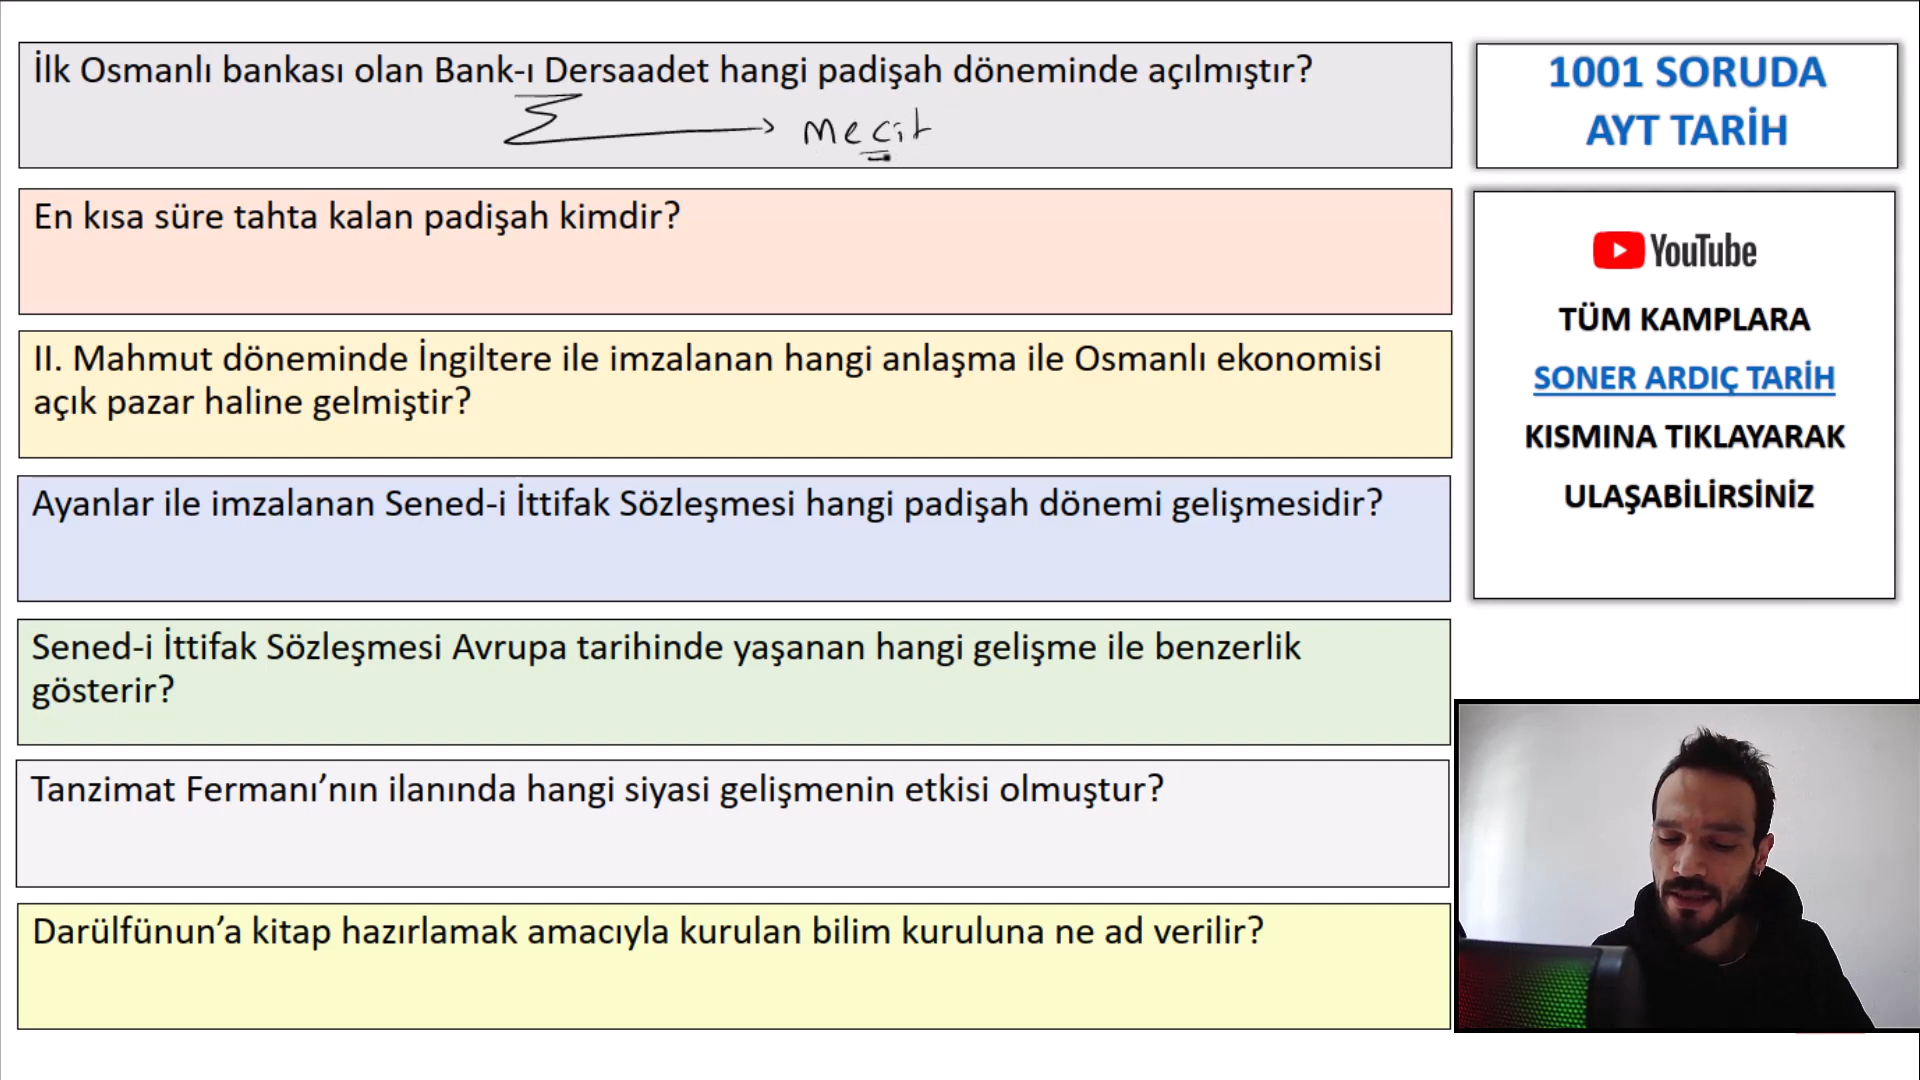 İlk Osmanlı bankası olan Bank-ı Dersaadet hangi padişah döneminde açılmıştır?
Mecit
En kısa süre tahta kalan padişah kimdir?
II. Mahmut döneminde İngiltere ile imzalanan hangi anlaşma ile Osmanlı ekonomisi
açık pazar haline gelmiştir?
Ayanlar ile imzalanan Sened-i İttifak Sözleşmesi hangi padişah dönemi gelişmesidir?
Sened-i İttifak Sözleşmesi Avrupa tarihinde yaşanan hangi gelişme ile benzerlik
gösterir?
Tanzimat Fermanı’nın ilanında hangi siyasi gelişmenin etkisi olmuştur?
Darülfünun’a kitap hazırlamak amacıyla kurulan bilim kuruluna ne ad verilir?
1001 SORUDA
AYT TARİH
YouTube
TÜM KAMPLARA
SONER ARDIÇ TARİH
KISMINA TIKLAYARAK
ULAŞABİLİRSİNİZ